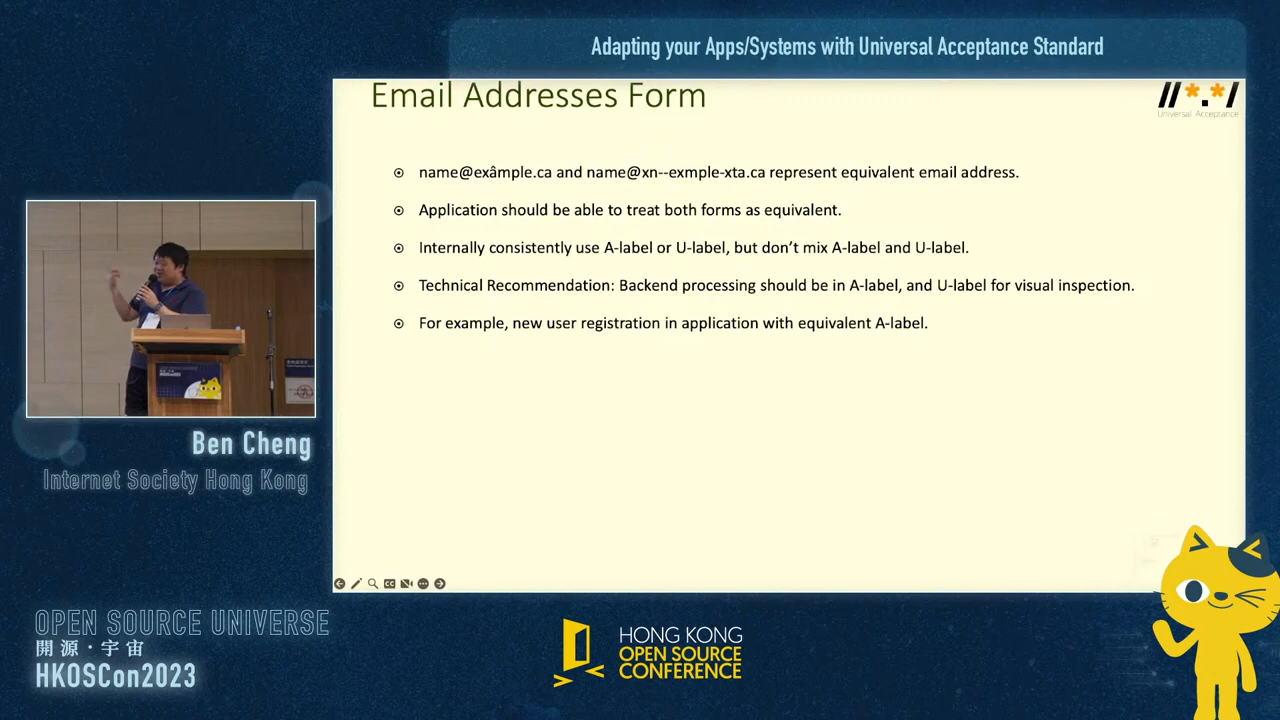 Adapting your Apps/Systems with Universal Acceptance Standard
Email Addresses Form
Universal Acceptance
name@exâmple.ca and name@xn--exmple-xta.ca represent equivalent email address.
Application should be able to treat both forms as equivalent.
Internally consistently use A-label or U-label, but don’t mix A-label and U-label.
Technical Recommendation: Backend processing should be in A-label, and U-label for visual inspection.
For example, new user registration in application with equivalent A-label.
Ben Cheng
Internet Society Hong Kong
OPEN SOURCE UNIVERSE
開源·宇宙
HKOSCon2023
HONG KONG
OPEN SOURCE
CONFERENCE